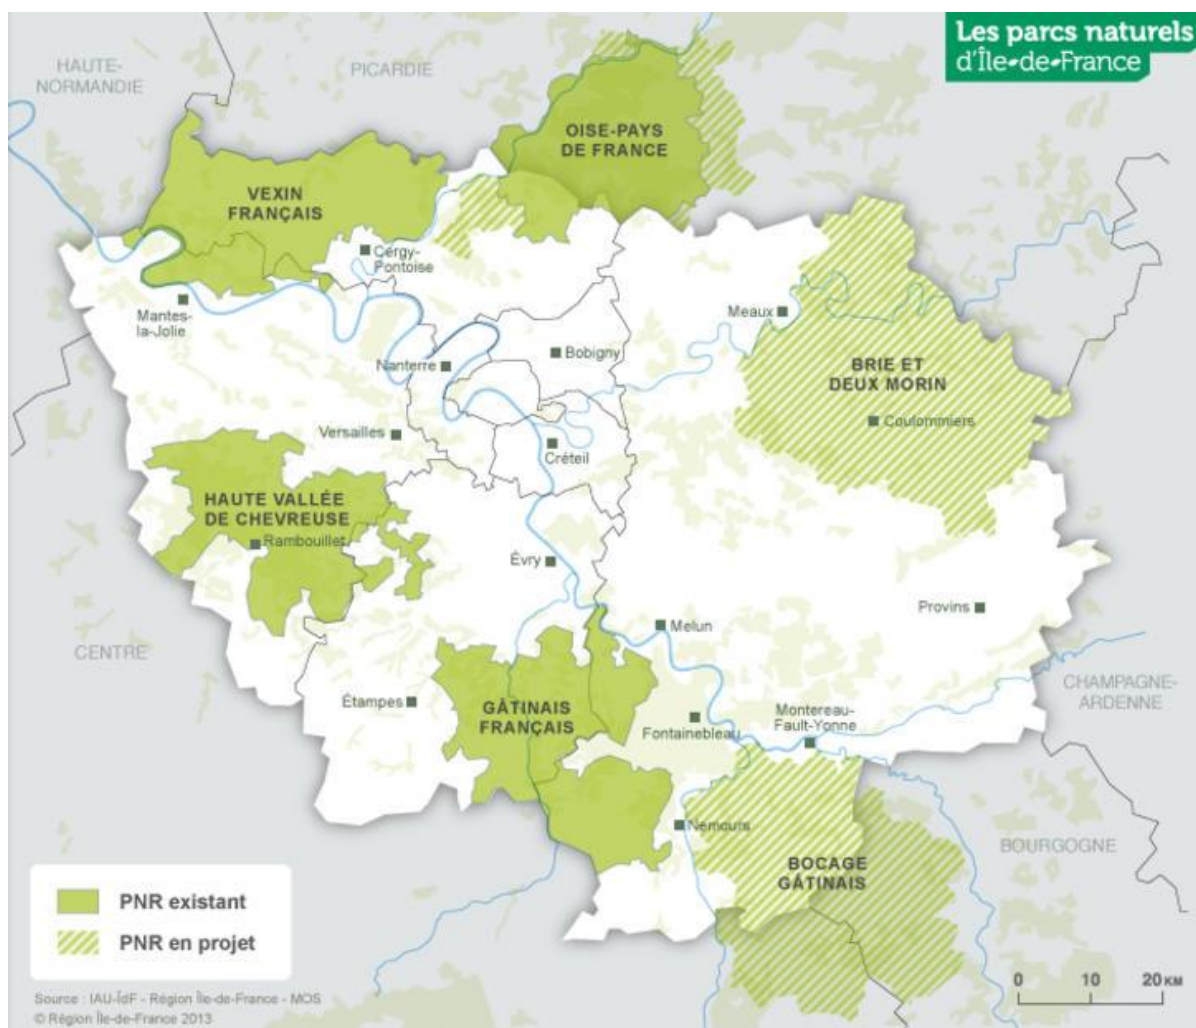 Les parcs naturels
d'Île-de-France
HAUTE-
NORMANDIE
PICARDIE
OISE-PAYS
DE FRANCE
VEXIN
FRANÇAIS
Cergy-
Pontoise
Mantes-
la-Jolie
Meaux
Bobigny
Nanterre
BRIE ET
DEUX MORIN
Coulommiers
Versailles
Créteil
HAUTE VALLÉE
DE CHEVREUSE
Rambouillet
Évry
Provins
Melun
CENTRE
CHAMPAGNE-
ARDENNE
Étampes
GÂTINAIS
FRANÇAIS
Montereau-
Fault-Yonne
Fontainebleau
Nemours
BOURGOGNE
BOCAGE
GÂTINAIS
PNR existant
PNR en projet
0 10 20 KM
Source : IAU-ÎdF - Région Île-de-France - MOS
© Région Île-de-France 2013